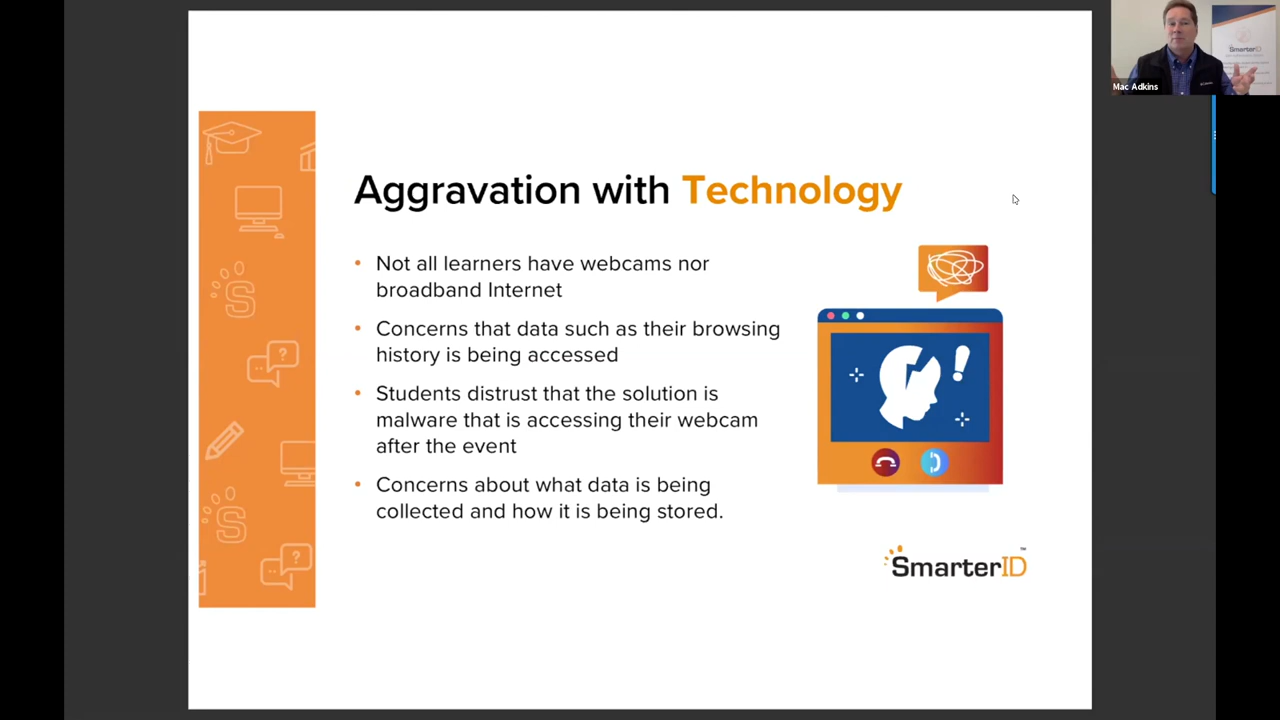 SmarterID
Mac Adkins
Aggravation with Technology
• Not all learners have webcams nor
broadband Internet
• Concerns that data such as their browsing
history is being accessed
• Students distrust that the solution is
malware that is accessing their webcam
after the event
• Concerns about what data is being
collected and how it is being stored.
SmarterID™